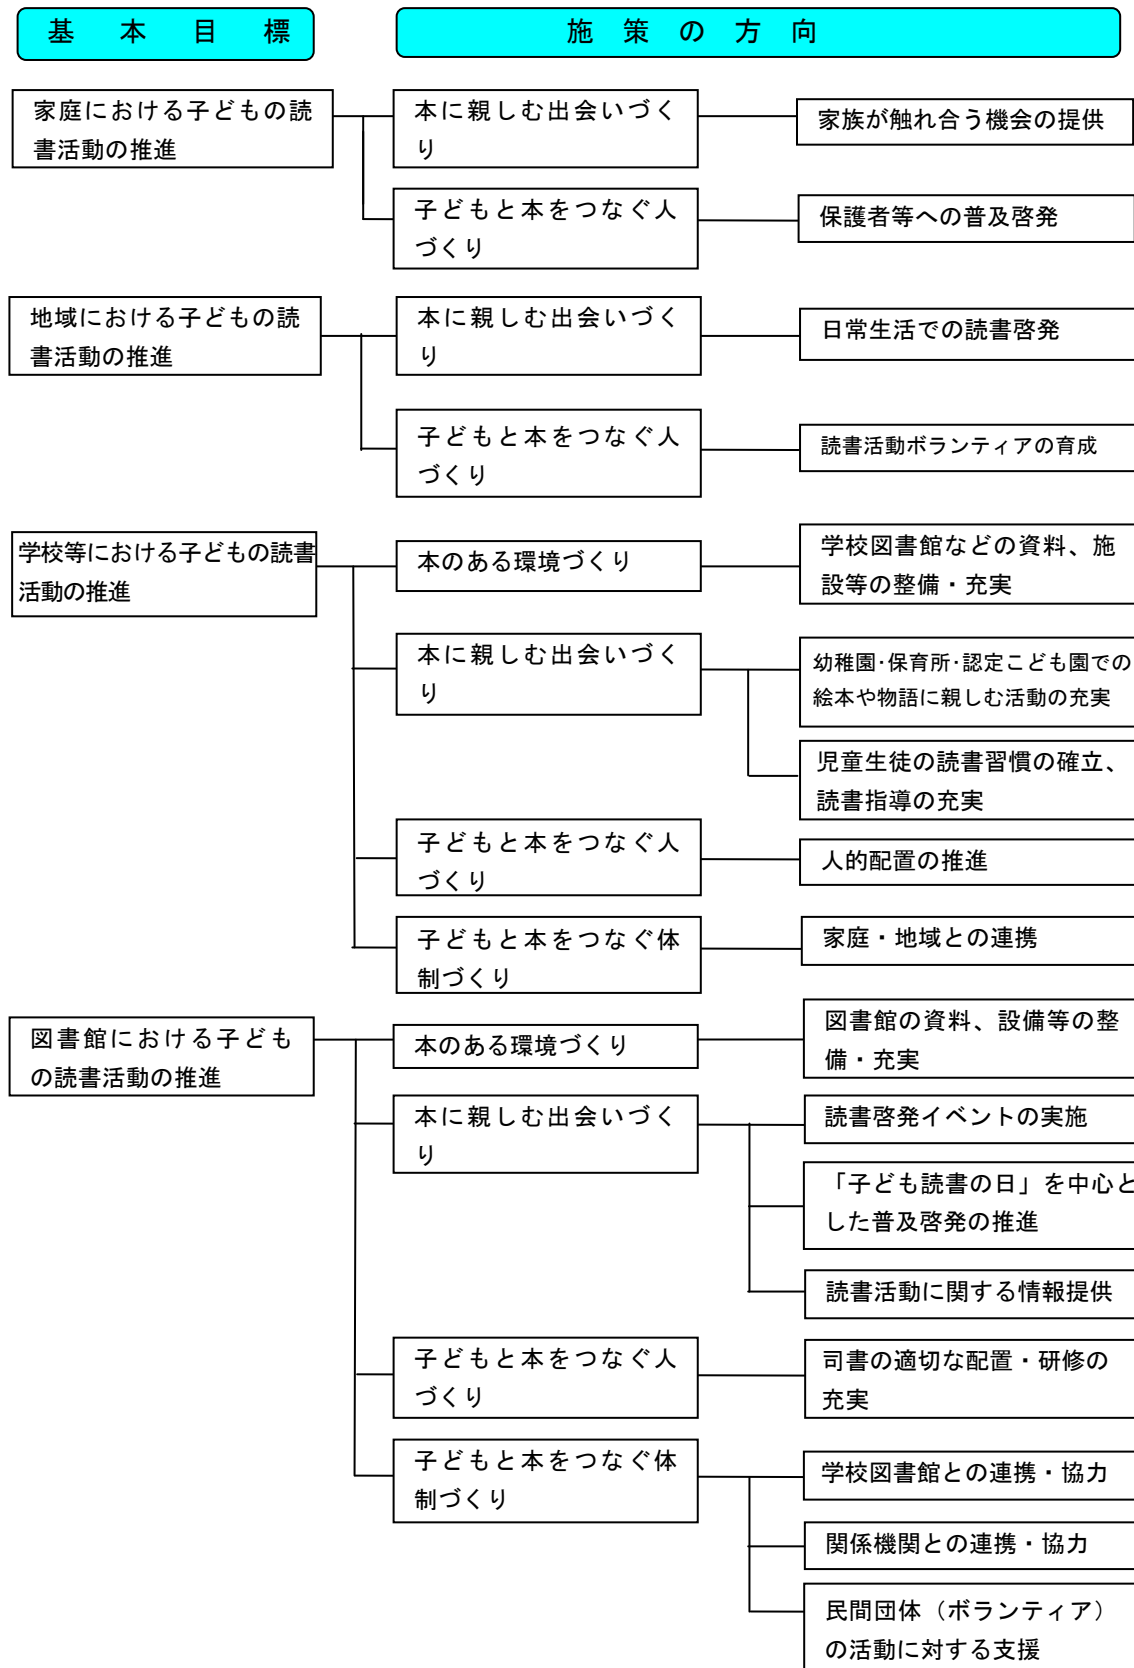 基本目標
施策の方向
家庭における子どもの読
書活動の推進
本に親しむ出会いづく
り
家族が触れ合う機会の提供
子どもと本をつなぐ人
づくり
保護者等への普及啓発
地域における子どもの読
書活動の推進
本に親しむ出会いづく
り
日常生活での読書啓発
子どもと本をつなぐ人
づくり
読書活動ボランティアの育成
学校等における子どもの読書
活動の推進
本のある環境づくり
学校図書館などの資料、施
設等の整備・充実
本に親しむ出会いづく
り
幼稚園・保育所・認定こども園での
絵本や物語に親しむ活動の充実
児童生徒の読書習慣の確立、
読書指導の充実
子どもと本をつなぐ人
づくり
人的配置の推進
子どもと本をつなぐ体
制づくり
家庭・地域との連携
図書館における子ども
の読書活動の推進
本のある環境づくり
図書館の資料、設備等の整
備・充実
本に親しむ出会いづく
り
読書啓発イベントの実施
「子ども読書の日」を中心と
した普及啓発の推進
読書活動に関する情報提供
子どもと本をつなぐ人
づくり
司書の適切な配置・研修の
充実
子どもと本をつなぐ体
制づくり
学校図書館との連携・協力
関係機関との連携・協力
民間団体（ボランティア）
の活動に対する支援